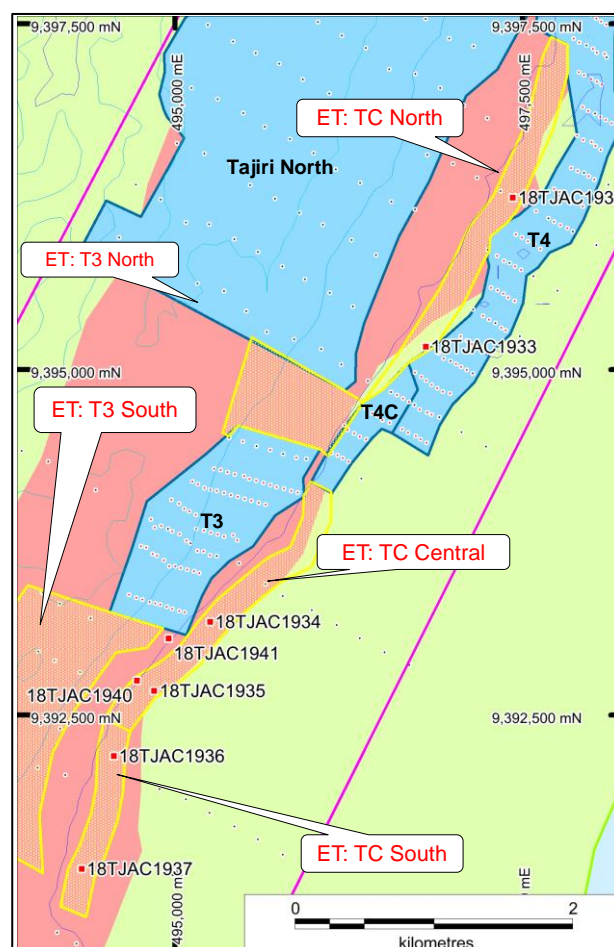 9,397,500 mN
9,397,500 mN
495,000 mE
497,500 mE
ET: TC North
Tajiri North
18TJAC193
T4
ET: T3 North
18TJAC1933
9,395,000 mN
9,395,000 mN
ET: T3 South
T4C
T3
ET: TC Central
18TJAC1934
18TJAC1941
18TJAC1940
18TJAC1935
9,392,500 mN
9,392,500 mN
18TJAC1936
ET: TC South
18TJAC1937
495,000 mE
mE
0
2
kilometres